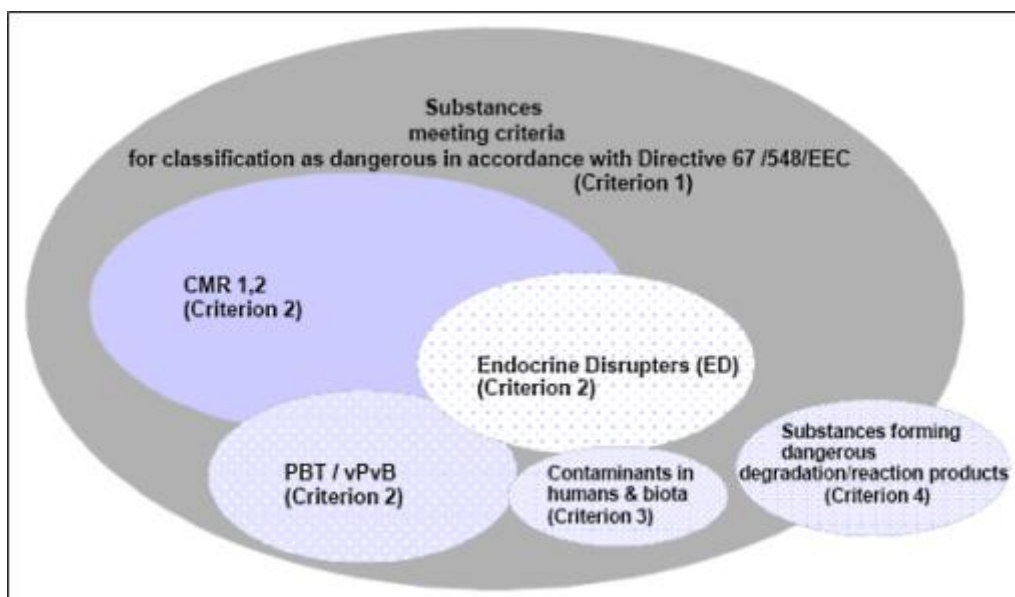 Substances
meeting criteria
for classification as dangerous in accordance with Directive 67 /548/EEC
(Criterion 1)
CMR 1,2
(Criterion 2)
Endocrine Disrupters (ED)
(Criterion 2)
Substances forming
dangerous
degradation/reaction products
(Criterion 4)
PBT / vPvB
(Criterion 2)
Contaminants in
humans & biota
(Criterion 3)